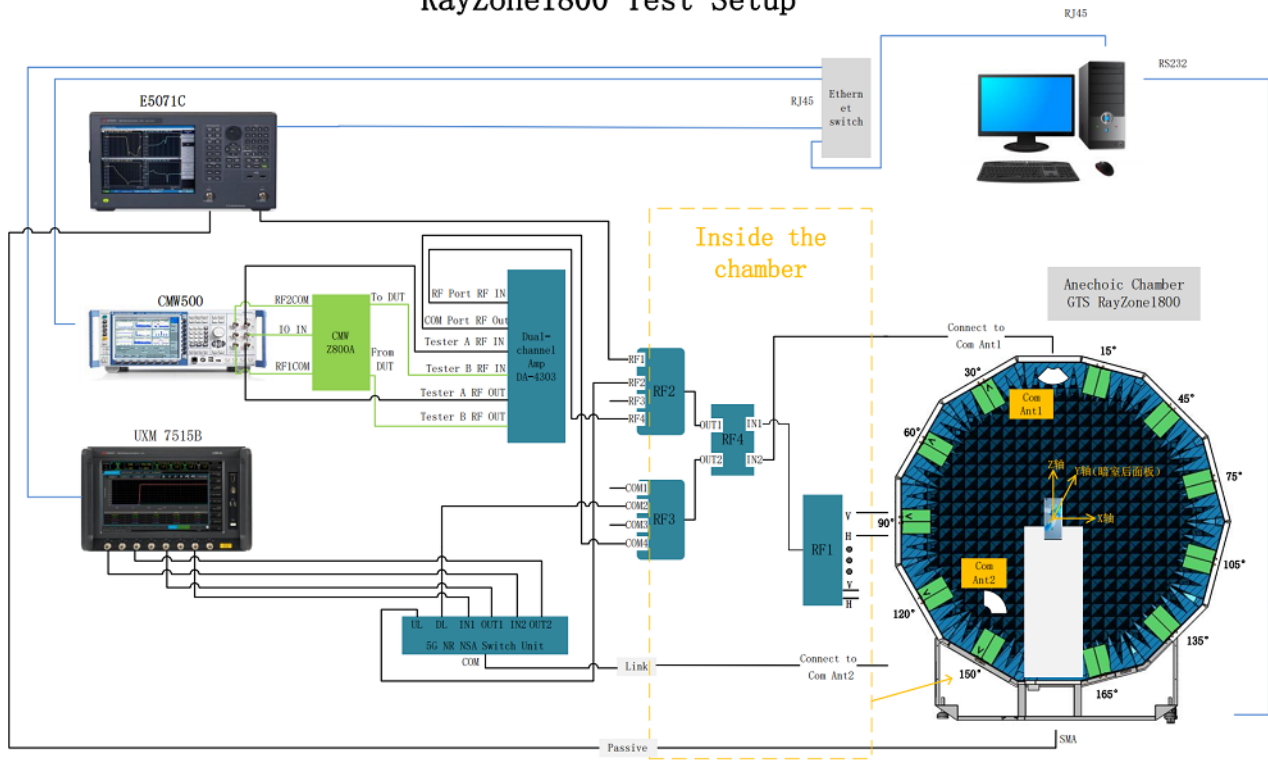 RayZone1800 Test Setup
RJ45
RS232
E5071C
RJ45
Ethern
et
switch
Inside the
chamber
Anechoic Chamber
GTS RayZone1800
CMW500
RF2COM
To DUT
IO IN
CMW
Z800A
From
DUT
RF1COM
RF Port RF IN
COM Port RF Out
Tester A RF IN
Tester B RF IN
Tester A RF OUT
Tester B RF OUT
Dual-
channel
Amp
DA-4303
Connect to
Com Ant1
RF1
RF2
RF3
RF4
RF2
OUT1
OUT2
RF4
IN1
IN2
UXM 7515B
COM1
COM2
COM3
COM4
RF3
RF1
V
H
V
H
15°
30°
45°
60°
75°
90°
105°
120°
135°
150°
165°
Com
Ant1
Z轴
Y轴(暗室后面板)
X轴
Com
Ant2
UL DL IN1 OUT1 IN2 OUT2
5G NR NSA Switch Unit
COM
Link
Connect to
Com Ant2
Passive
SMA